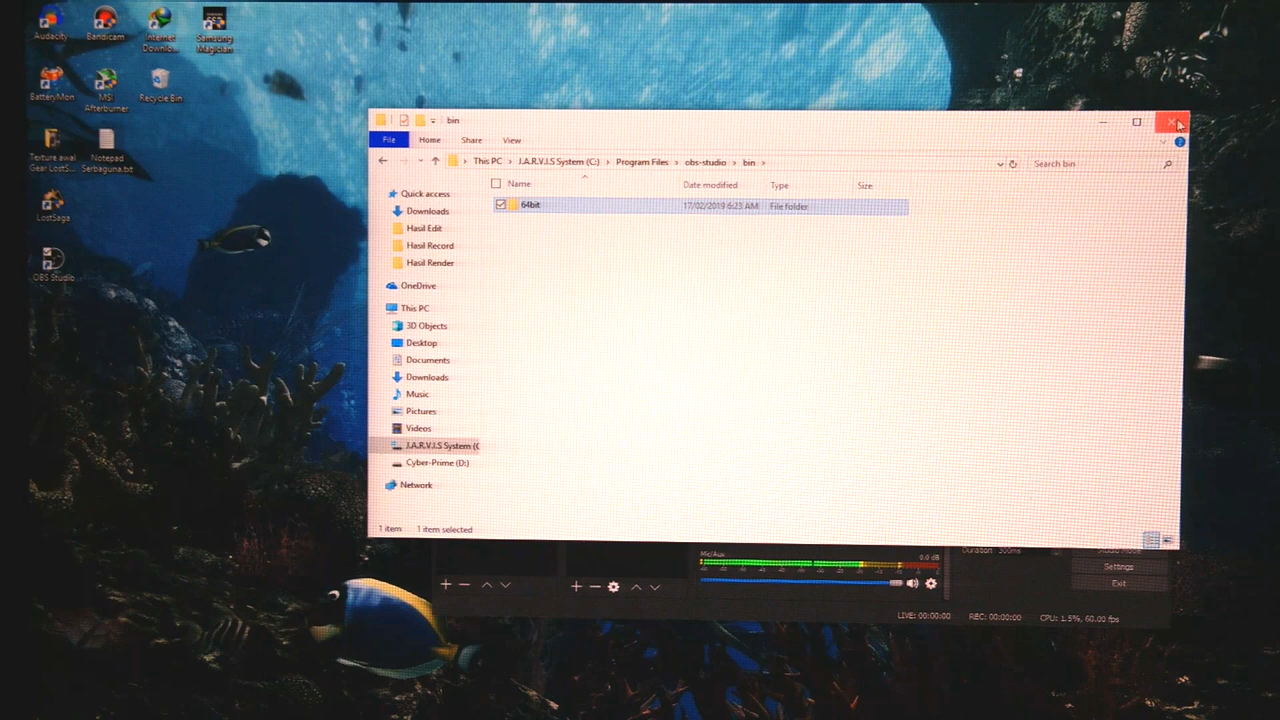 Audacity
Bandicam
Internet
Downlo...
Samsung
Magician
BatteryMon
MSI
Afterburner
Recycle Bin
Texture awal
Gear LostS...
Notepad
Serbaguna.txt
LostSaga
OBS Studio
bin
File Home Share View
This PC > J.A.R.V.I.S System (C:) > Program Files > obs-studio > bin >
Search bin
Name Date modified Type Size
64bit 17/02/2019 6:23 AM File folder
Quick access
Downloads
Hasil Edit
Hasil Record
Hasil Render
OneDrive
This PC
3D Objects
Desktop
Documents
Downloads
Music
Pictures
Videos
J.A.R.V.I.S System (C
Cyber-Prime (D:)
Network
1 item 1 item selected
Mic/Aux 0.0 dB
Duration: 300ms
Studio Mode
Settings
Exit
LIVE: 00:00:00 REC: 00:00:00 CPU: 1.5%, 60.00 fps